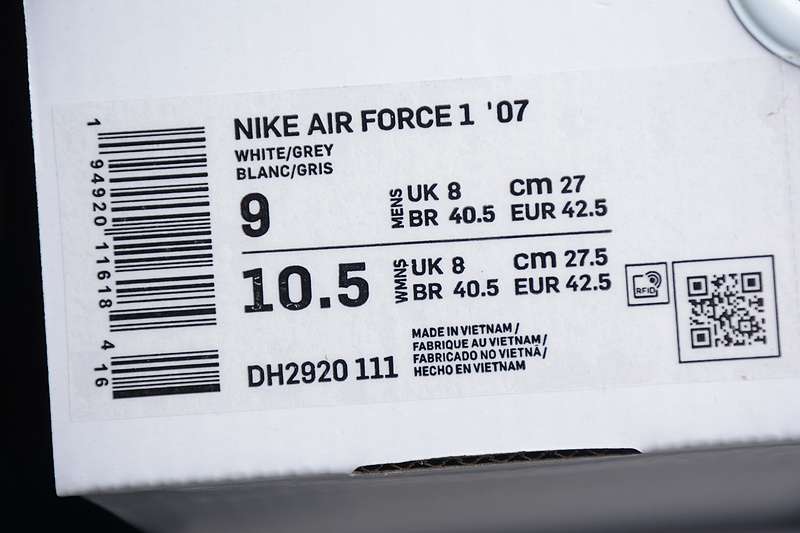 NIKE AIR FORCE 1 '07
WHITE/GREY
BLANC/GRIS
9
MENS
UK 8 cm 27
BR 40.5 EUR 42.5
10.5
WMNS
UK 8 cm 27.5
BR 40.5 EUR 42.5
DH2920 111
MADE IN VIETNAM /
FABRIQUE AU VIETNAM /
FABRICADO NO VIETNÃ /
HECHO EN VIETNAM
RFID
1 94920 11618 4 16